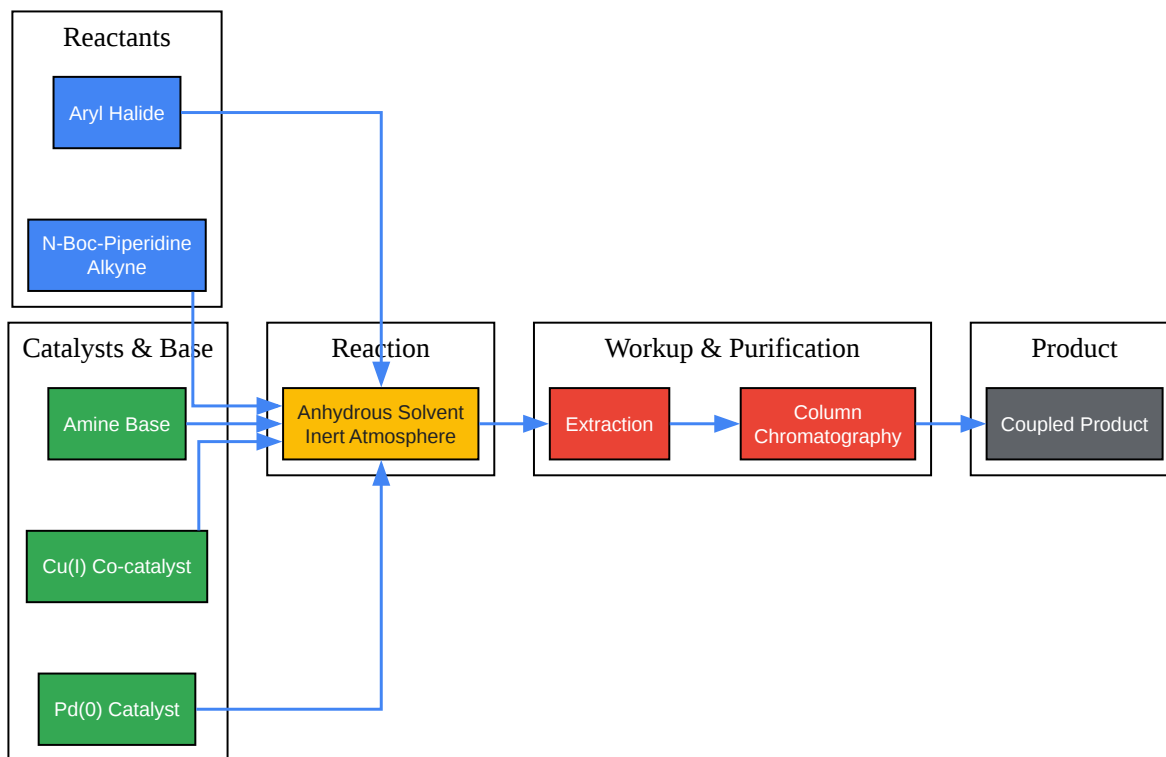 Reactants
Aryl Halide
N-Boc-Piperidine
Alkyne
Catalysts & Base
Amine Base
Cu(I) Co-catalyst
Pd(0) Catalyst
Reaction
Anhydrous Solvent
Inert Atmosphere
Workup & Purification
Extraction
Column
Chromatography
Product
Coupled Product